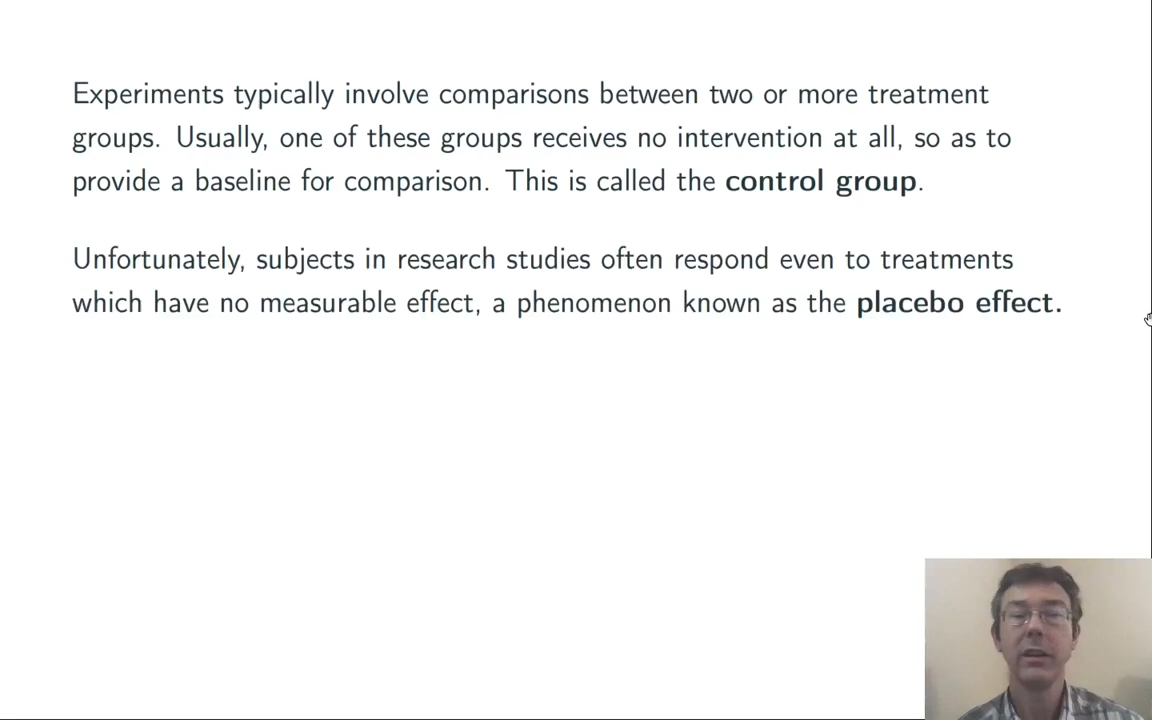 Experiments typically involve comparisons between two or more treatment
groups. Usually, one of these groups receives no intervention at all, so as to
provide a baseline for comparison. This is called the control group.
Unfortunately, subjects in research studies often respond even to treatments
which have no measurable effect, a phenomenon known as the placebo effect.